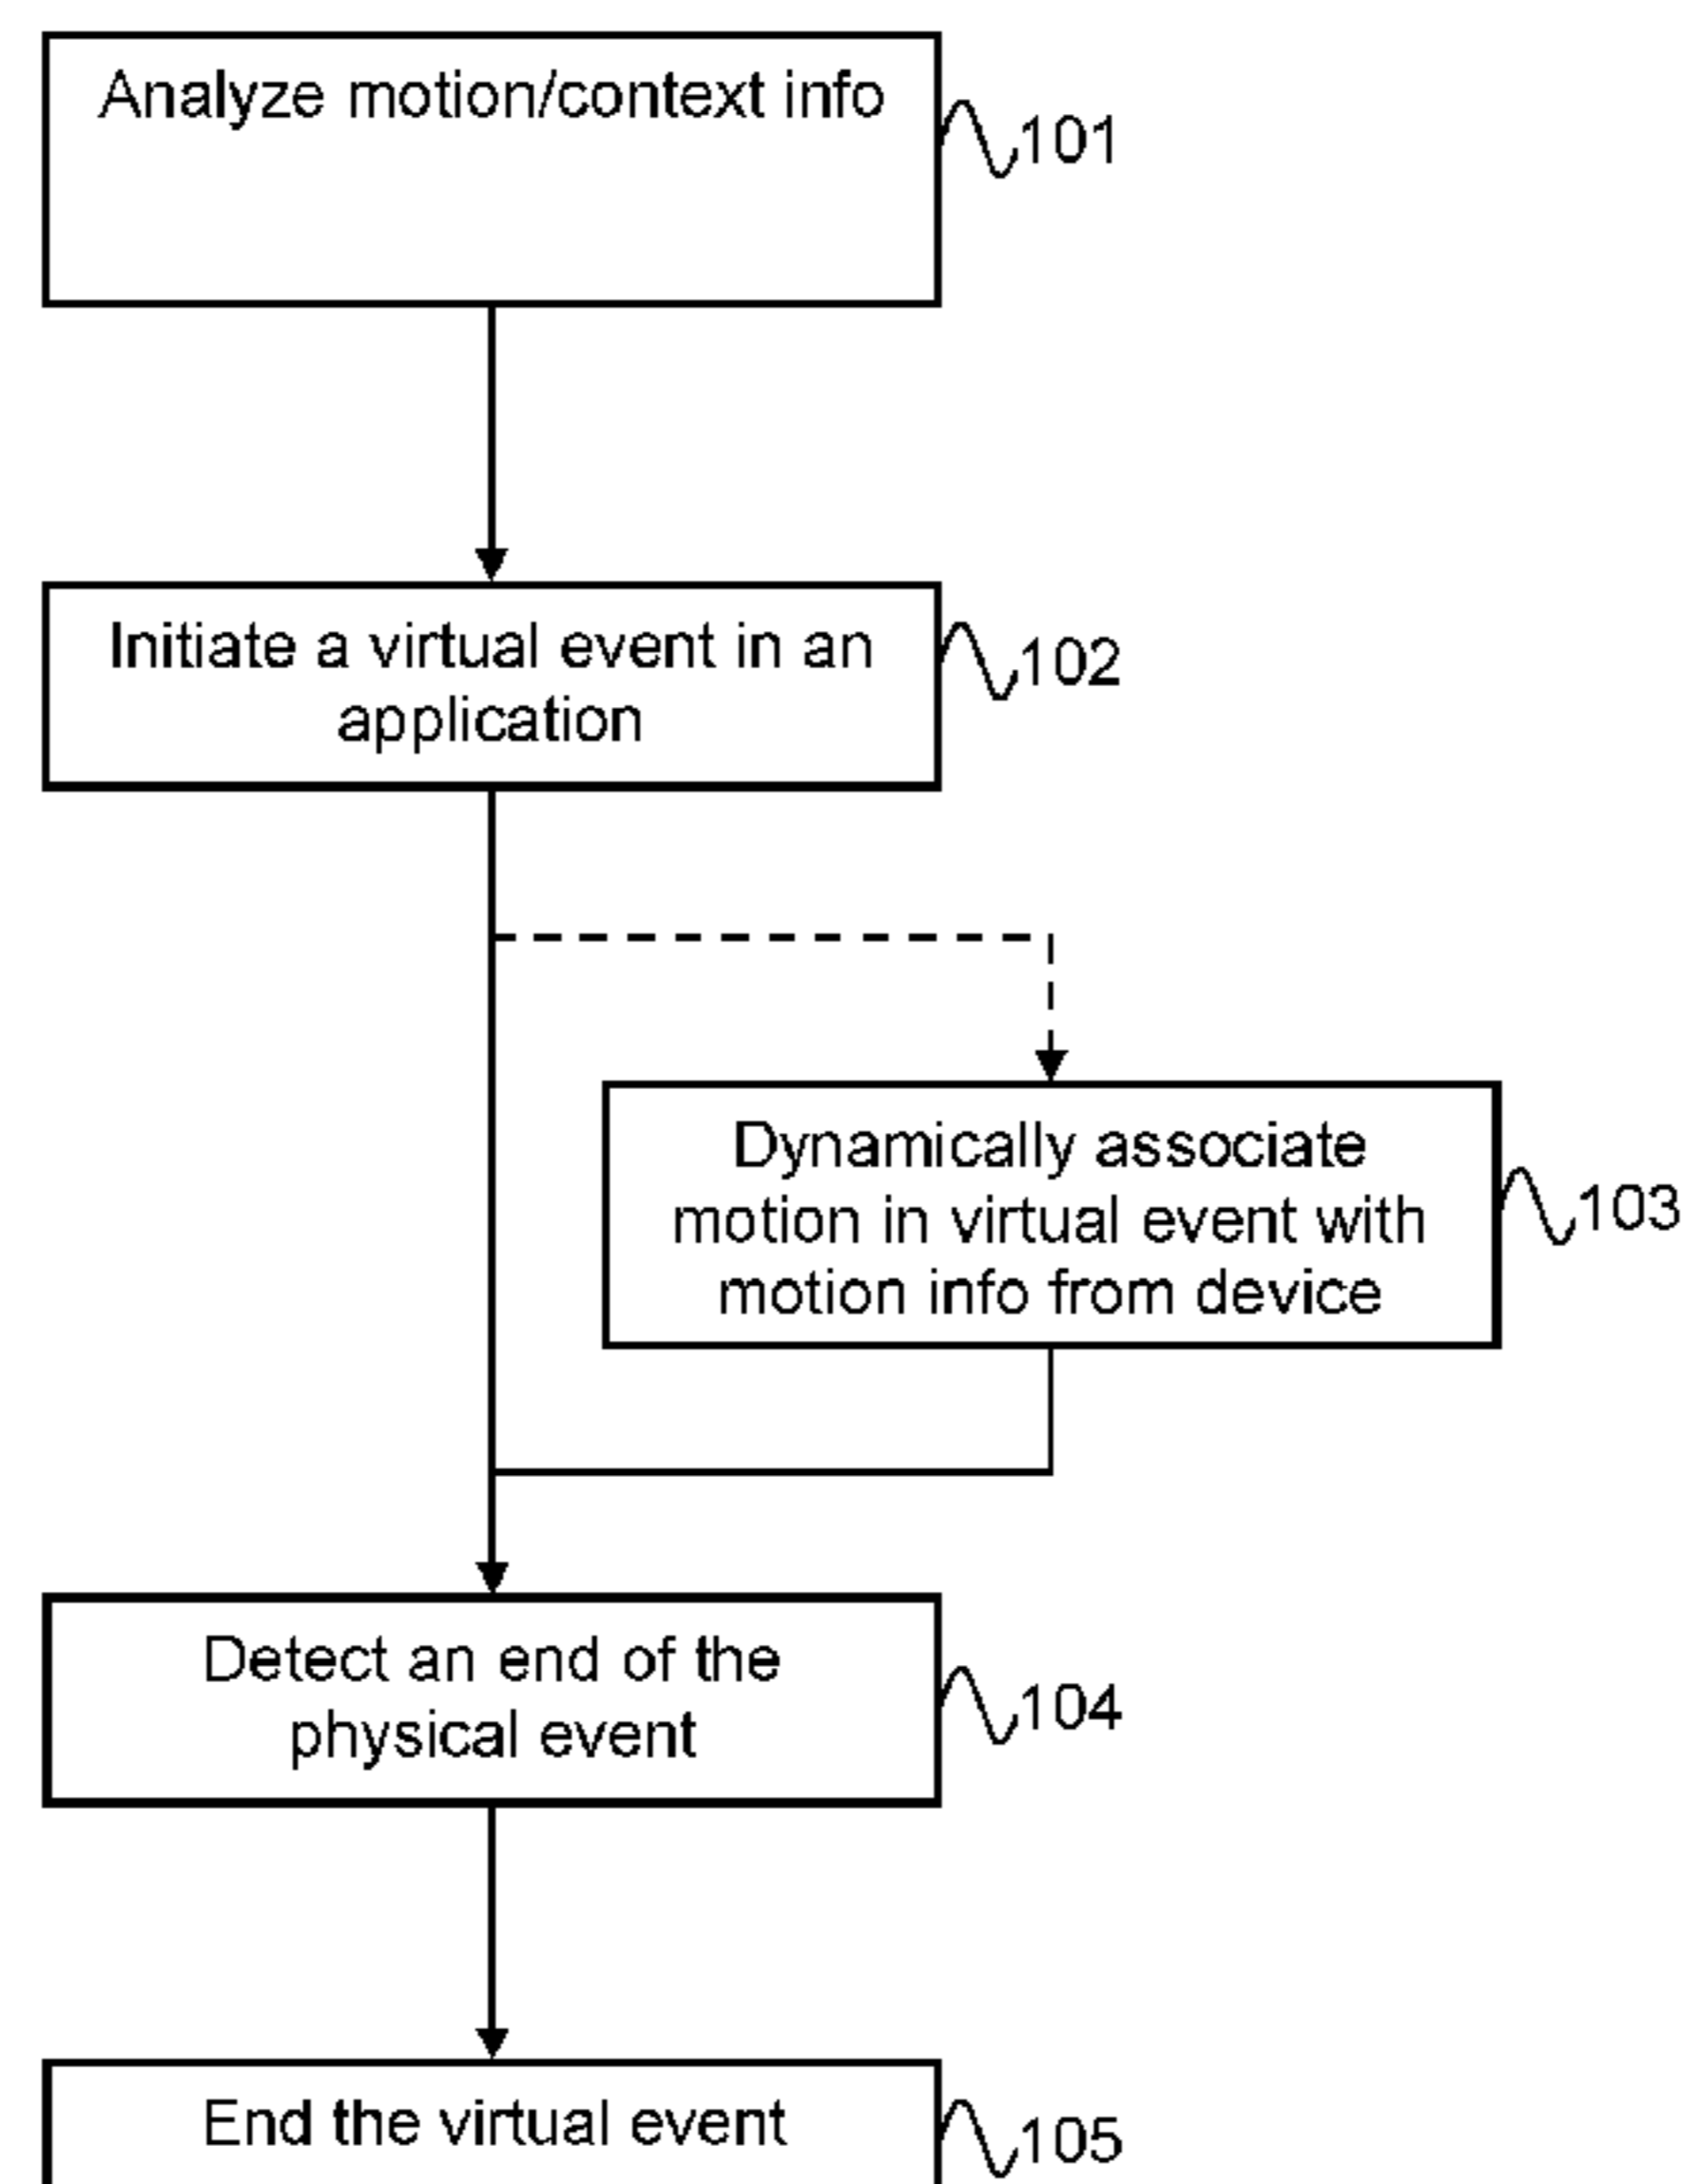 Analyze motion/context info
101
Initiate a virtual event in an
application
102
Dynamically associate
motion in virtual event with
motion info from device
103
Detect an end of the
physical event
104
End the virtual event
105